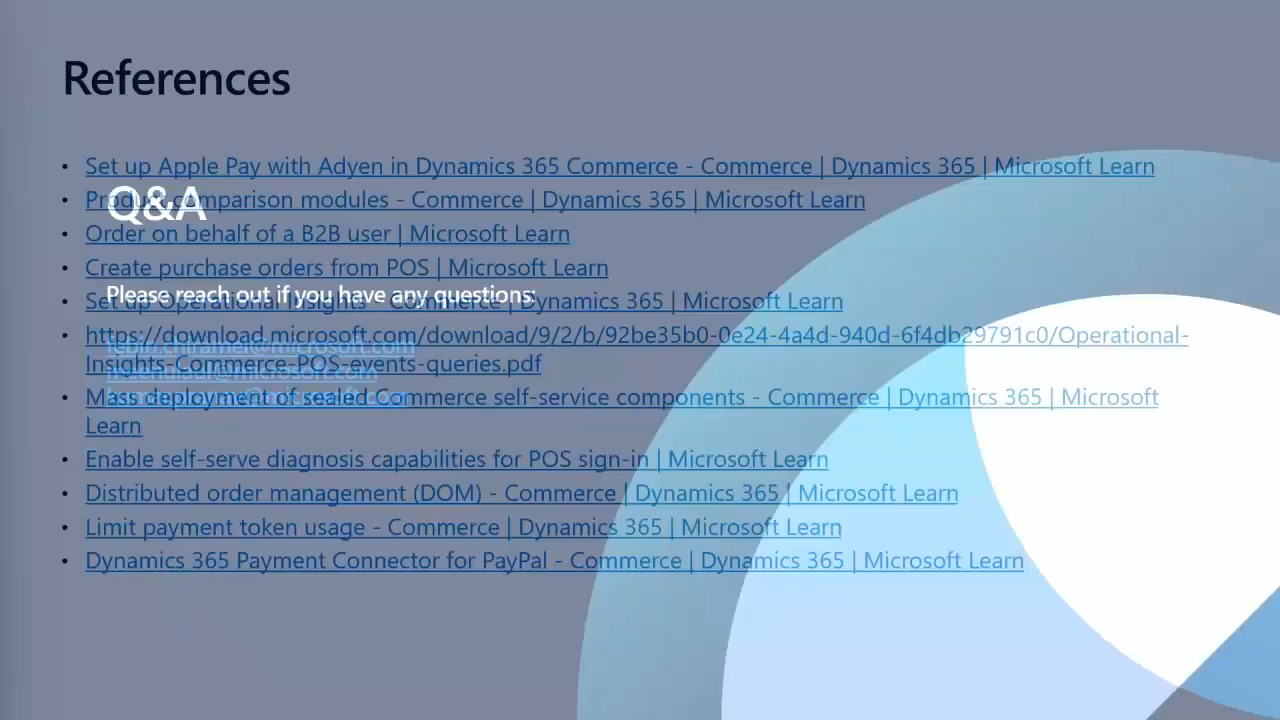 References
• Set up Apple Pay with Adyen in Dynamics 365 Commerce - Commerce | Dynamics 365 | Microsoft Learn
Q&A
• Product comparison modules - Commerce | Dynamics 365 | Microsoft Learn
• Order on behalf of a B2B user | Microsoft Learn
• Create purchase orders from POS | Microsoft Learn
Please reach out if you have any questions:
• Set up Operational Insights - Commerce | Dynamics 365 | Microsoft Learn
• https://download.microsoft.com/download/9/2/b/92be35b0-0e24-4a4d-940d-6f4db29791c0/Operational-
Insights-Commerce-POS-events-queries.pdf
• Mass deployment of sealed Commerce self-service components - Commerce | Dynamics 365 | Microsoft
Learn
• Enable self-serve diagnosis capabilities for POS sign-in | Microsoft Learn
• Distributed order management (DOM) - Commerce | Dynamics 365 | Microsoft Learn
• Limit payment token usage - Commerce | Dynamics 365 | Microsoft Learn
• Dynamics 365 Payment Connector for PayPal - Commerce | Dynamics 365 | Microsoft Learn